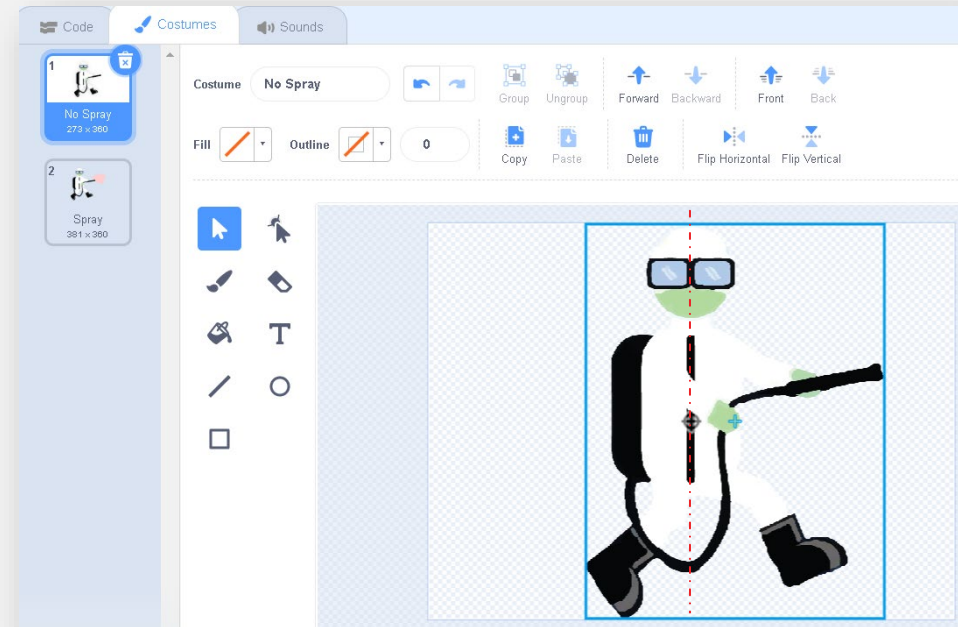 Code
Costumes
Sounds
1
No Spray
273 x 360
2
Spray
381 x 360
Costume
No Spray
Group
Ungroup
Forward
Backward
Front
Back
Fill
Outline
0
Copy
Paste
Delete
Flip Horizontal
Flip Vertical
T